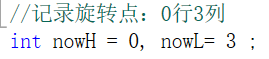 //记录旋转点：0行3列
int nowH = 0, nowL= 3 ;